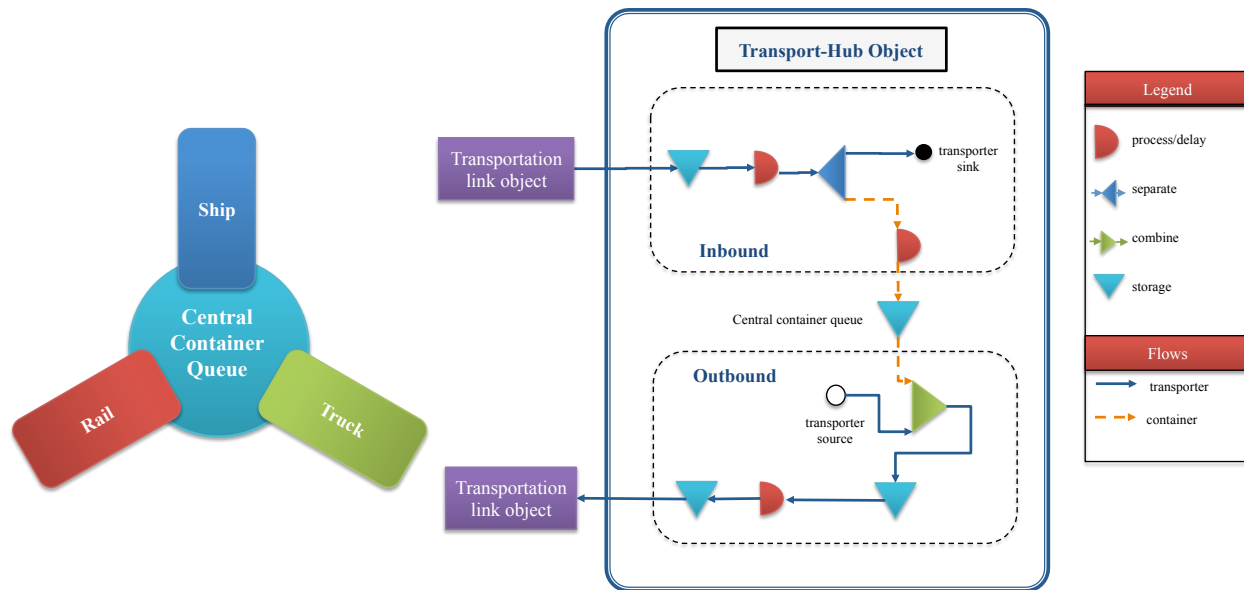 Ship
Central
Container
Queue
Rail
Truck
Transportation
link object
Transportation
link object
Transport-Hub Object
transporter
sink
Inbound
Central container queue
Outbound
transporter
source
Legend
process/delay
separate
combine
storage
Flows
transporter
container